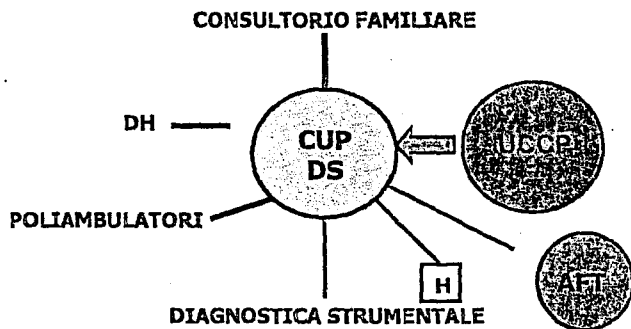 CONSULTORIO FAMILIARE
DH
CUP
DS
UCCP
POLIAMBULATORI
H
AFT
DIAGNOSTICA STRUMENTALE